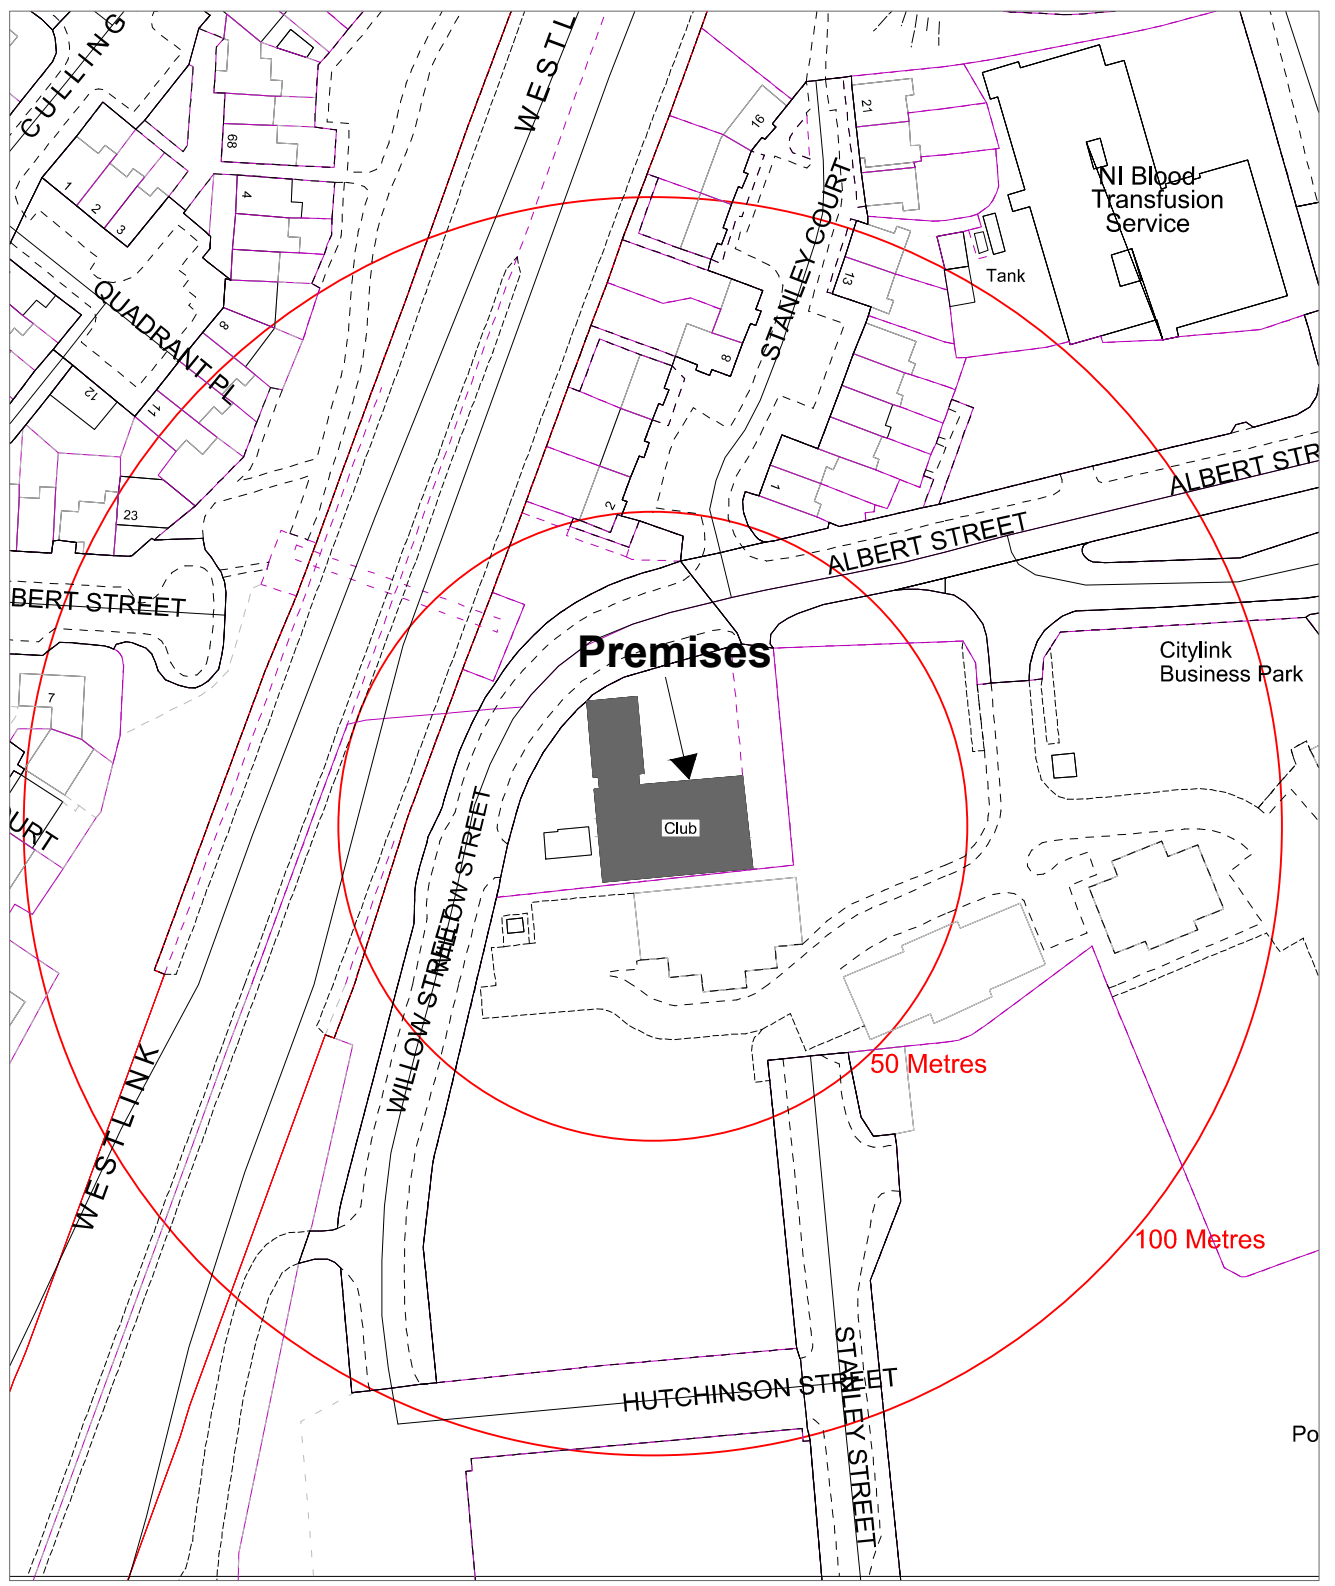 CULLING
WESTL
16
21
68
4
1
2
3
STANLEY COURT
NI Blood
Transfusion
Service
Tank
13
QUADRANT PL
8
8
12
11
23
2
1
ALBERT STR
ALBERT STREET
BERT STREET
Premises
Citylink
Business Park
7
URT
Club
WILLOW STREET
WILLOW STREET
50 Metres
WESTLINK
100 Metres
HUTCHINSON STREET
STANLEY STREET
Po